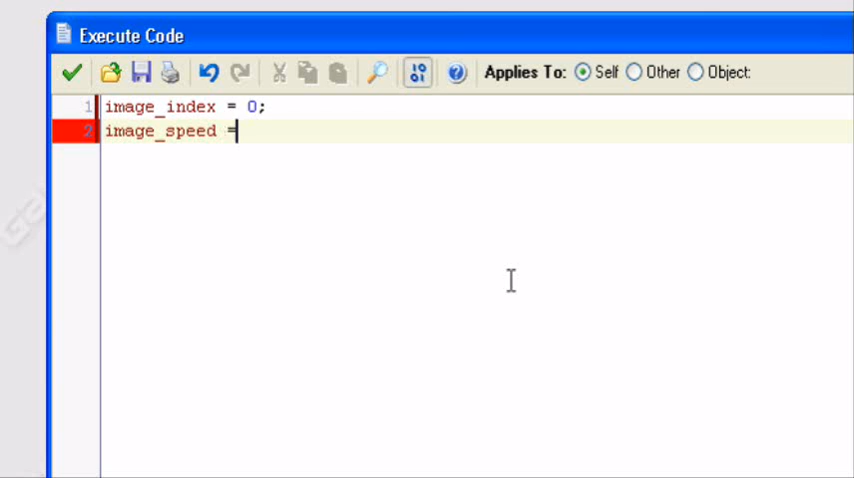 Execute Code
Applies To: Self Other Object:
1 image_index = 0;
2 image_speed =